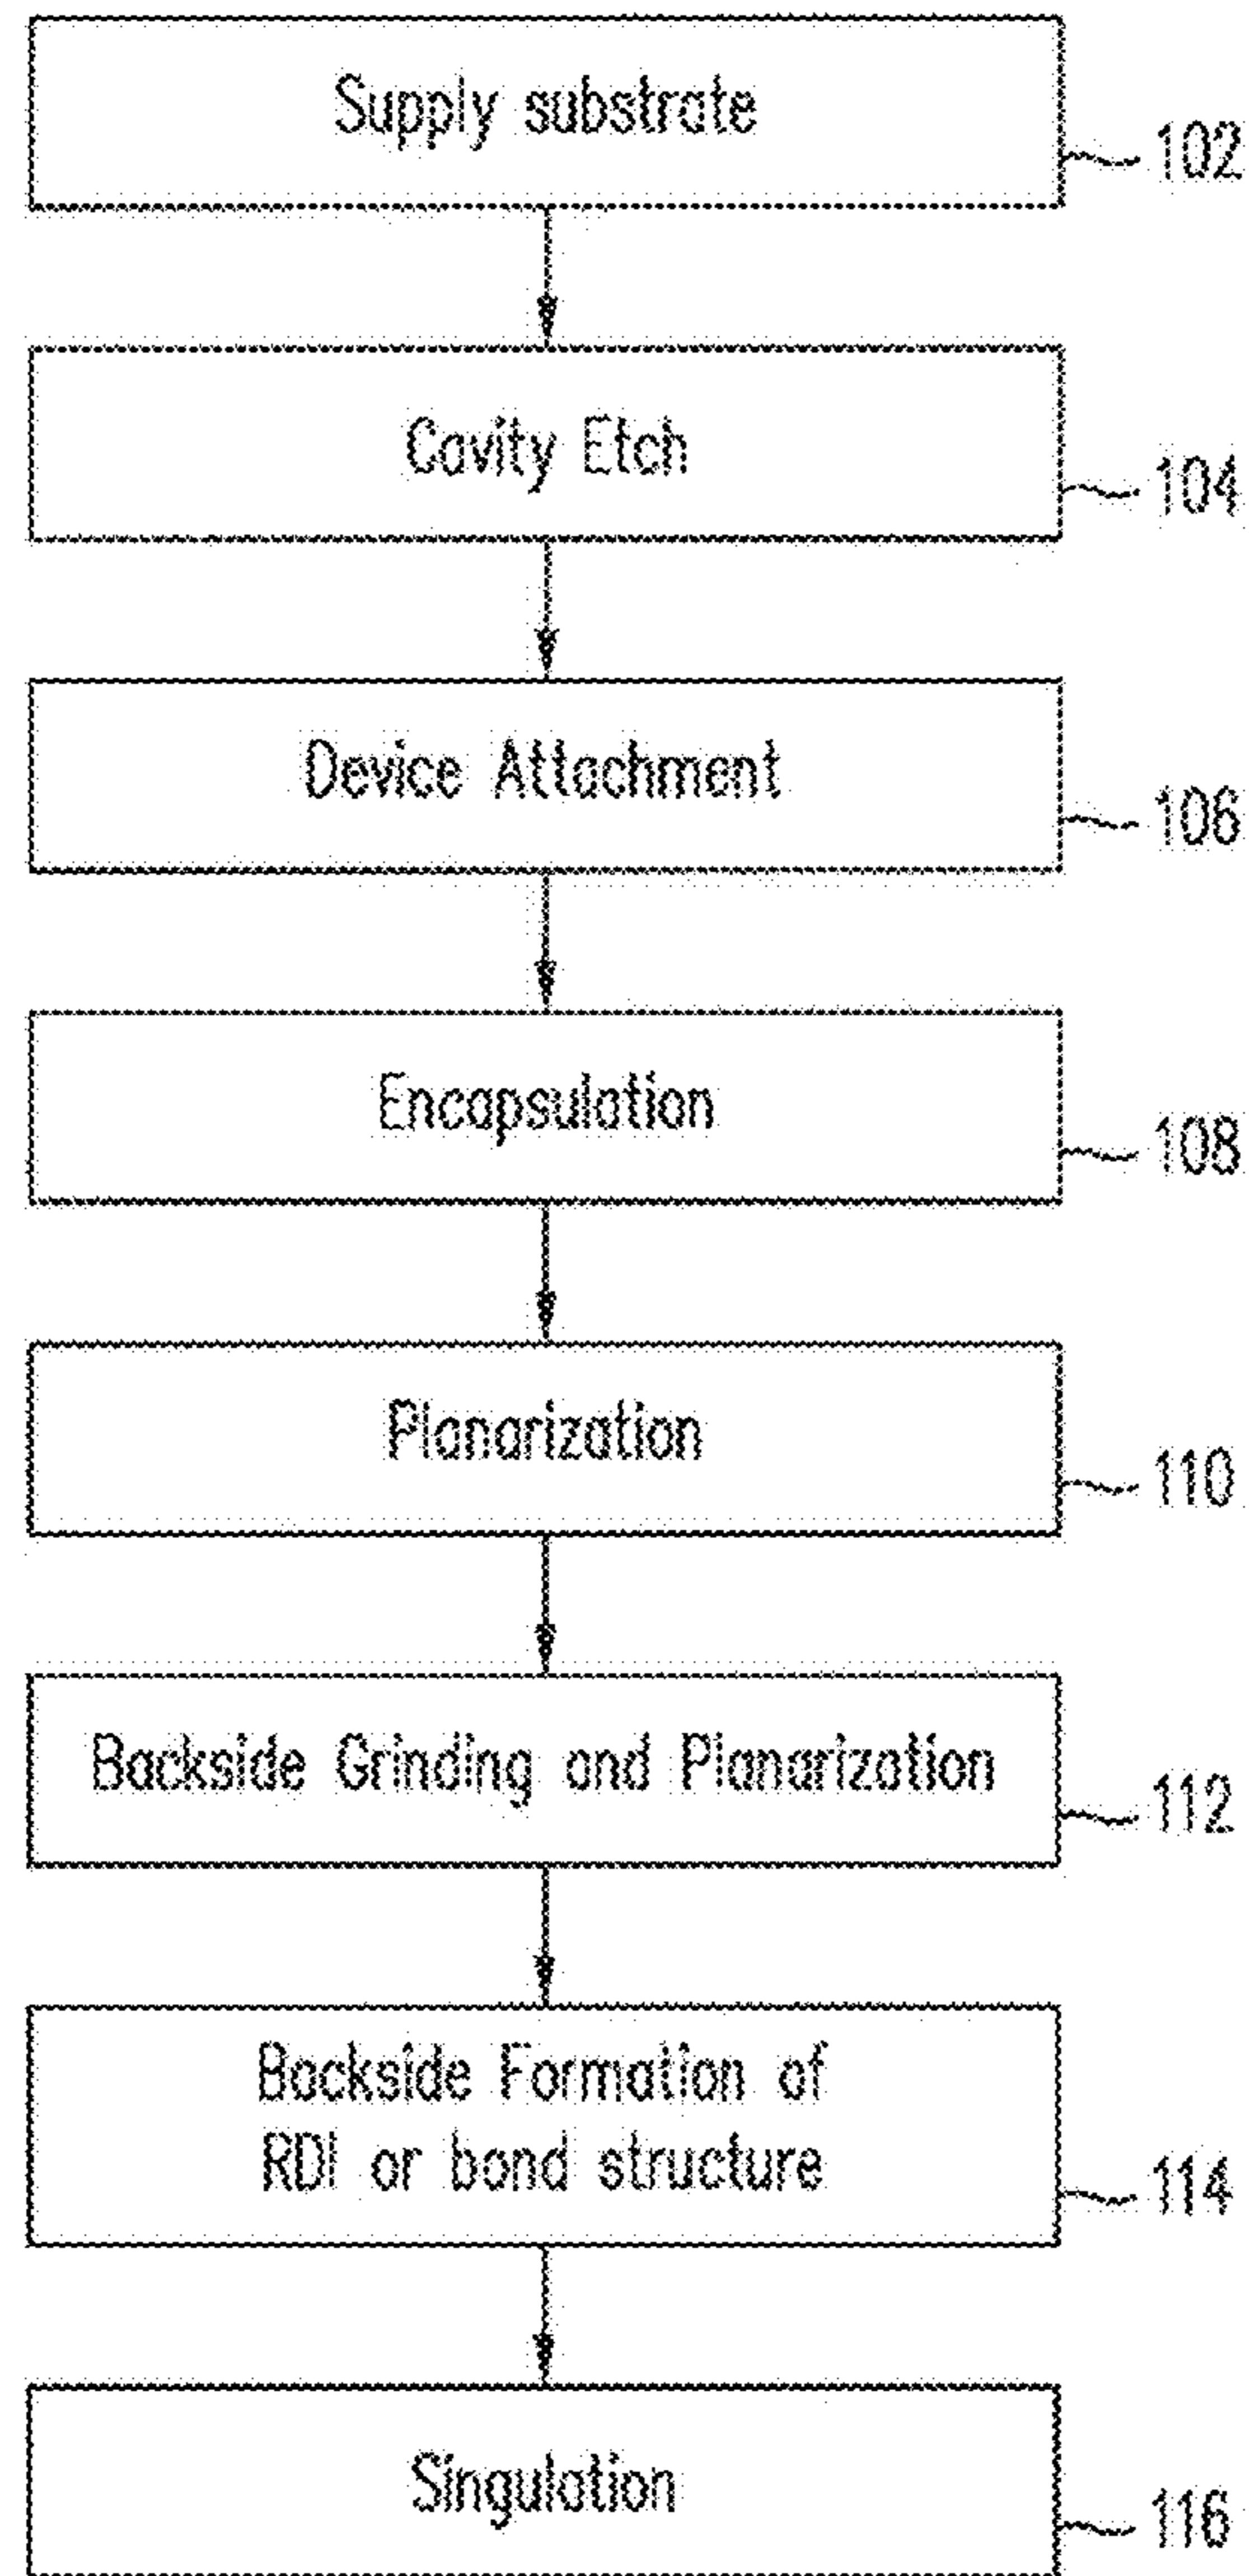 Supply substrate
102
Cavity Etch
104
Device Attachment
106
Encapsulation
108
Planarization
110
Backside Grinding and Planarization
112
Backside Formation of
RDI or bond structure
114
Singulation
116